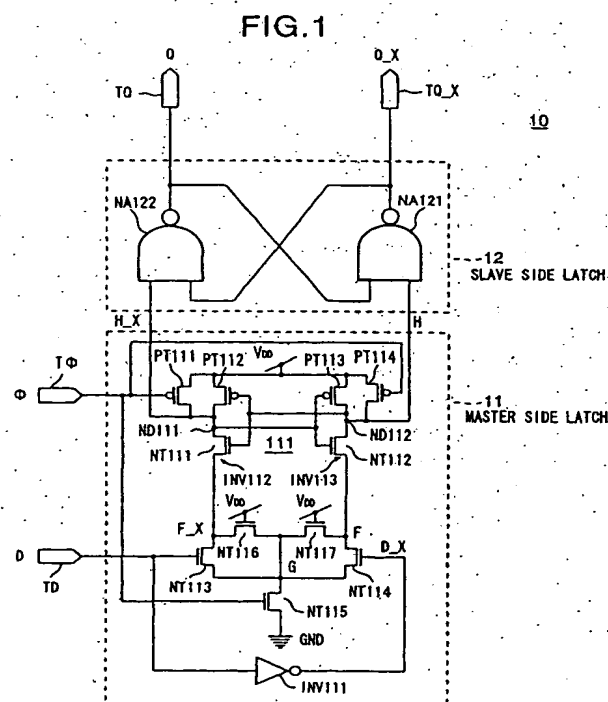 FIG.1
Q Q_X
TQ TQ_X
10
NA122 NA121
12
SLAVE SIDE LATCH
H_X H
TΦ
PT111 PT112 VDD PT113 PT114
Φ
11
MASTER SIDE LATCH
ND111 111 ND112
NT111 NT112
INV112 INV113
VDD VDD
F_X F
D D_X
NT116 G NT117
TD
NT113 NT114
NT115
GND
INV111